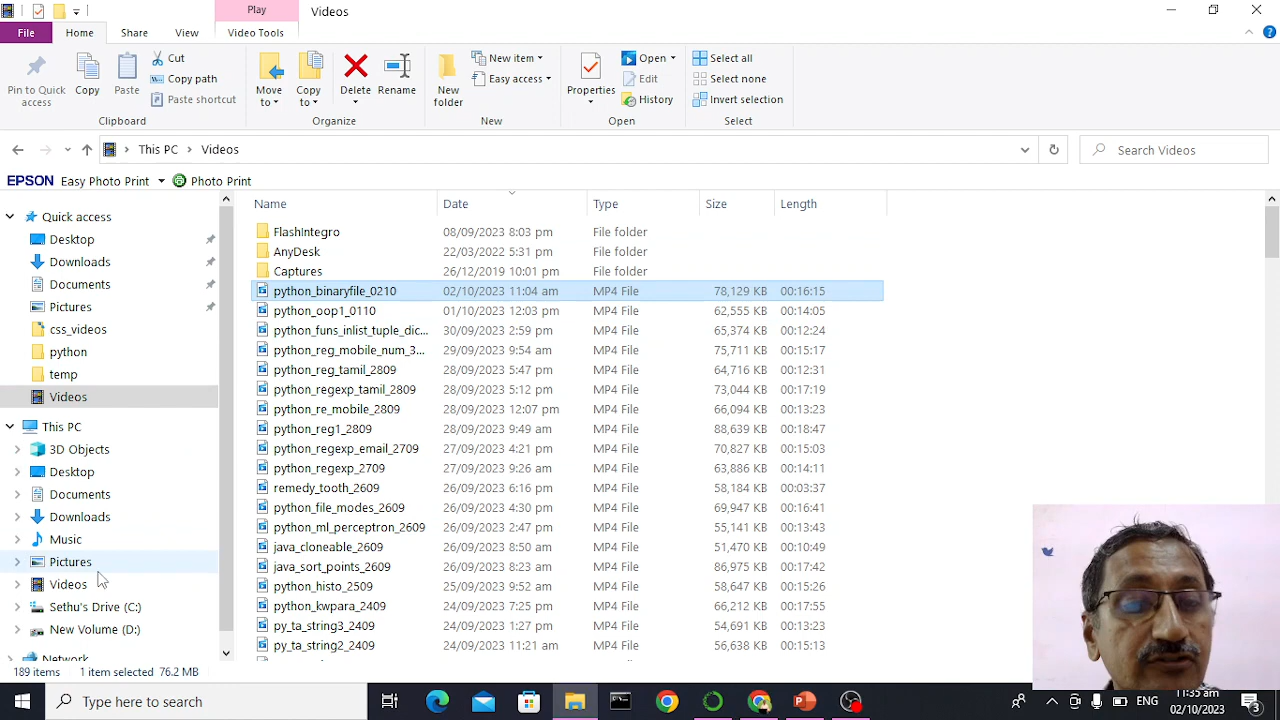 Play
Videos
File
Home
Share
View
Video Tools
Pin to Quick access
Copy
Paste
Cut
Copy path
Paste shortcut
Clipboard
Move to
Copy to
Delete
Rename
Organize
New folder
New item
Easy access
New
Properties
Open
Edit
History
Open
Select all
Select none
Invert selection
Select
This PC > Videos
Search Videos
EPSON Easy Photo Print Photo Print
Quick access
Desktop
Downloads
Documents
Pictures
css_videos
python
temp
Videos
This PC
3D Objects
Desktop
Documents
Downloads
Music
Pictures
Videos
Sethu's Drive (C:)
New Volume (D:)
Network
Name Date Type Size Length
FlashIntegro 08/09/2023 8:03 pm File folder
AnyDesk 22/03/2022 5:31 pm File folder
Captures 26/12/2019 10:01 pm File folder
python_binaryfile_0210 02/10/2023 11:04 am MP4 File 78,129 KB 00:16:15
python_oop1_0110 01/10/2023 12:03 pm MP4 File 62,555 KB 00:14:05
python_funs_inlist_tuple_dic... 30/09/2023 2:59 pm MP4 File 65,374 KB 00:12:24
python_reg_mobile_num_3... 29/09/2023 9:54 am MP4 File 75,711 KB 00:15:17
python_reg_tamil_2809 28/09/2023 5:47 pm MP4 File 64,716 KB 00:12:31
python_regexp_tamil_2809 28/09/2023 5:12 pm MP4 File 73,044 KB 00:17:19
python_re_mobile_2809 28/09/2023 12:07 pm MP4 File 66,094 KB 00:13:23
python_reg1_2809 28/09/2023 9:49 am MP4 File 88,639 KB 00:18:47
python_regexp_email_2709 27/09/2023 4:21 pm MP4 File 70,827 KB 00:15:03
python_regexp_2709 27/09/2023 9:26 am MP4 File 63,886 KB 00:14:11
remedy_tooth_2609 26/09/2023 6:16 pm MP4 File 58,184 KB 00:03:37
python_file_modes_2609 26/09/2023 4:30 pm MP4 File 69,947 KB 00:16:41
python_ml_perceptron_2609 26/09/2023 2:47 pm MP4 File 55,141 KB 00:13:43
java_cloneable_2609 26/09/2023 8:50 am MP4 File 51,470 KB 00:10:49
java_sort_points_2609 26/09/2023 8:23 am MP4 File 86,975 KB 00:17:42
python_histo_2509 25/09/2023 9:52 am MP4 File 58,647 KB 00:15:26
python_kwpara_2409 24/09/2023 7:25 pm MP4 File 66,212 KB 00:17:55
py_ta_string3_2409 24/09/2023 1:27 pm MP4 File 54,691 KB 00:13:23
py_ta_string2_2409 24/09/2023 11:21 am MP4 File 56,638 KB 00:15:13
189 items 1 item selected 76.2 MB
Type here to search
ENG
11:35 am
02/10/2023
3